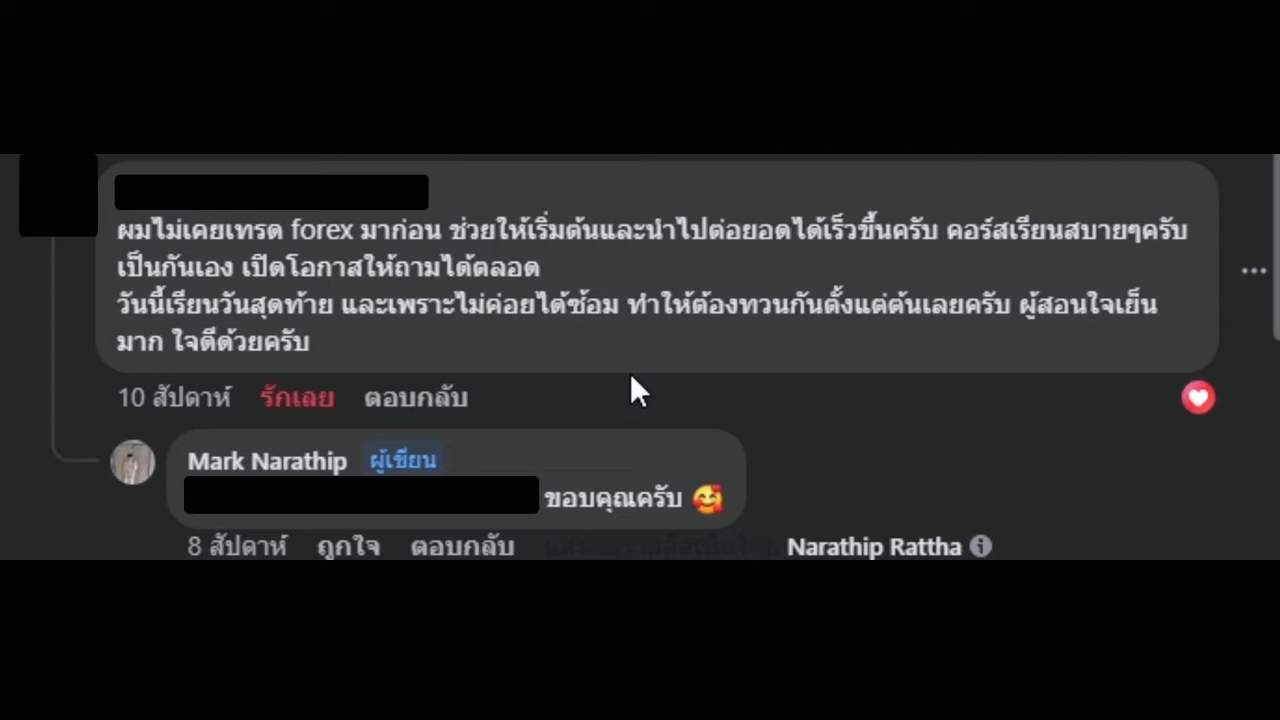 ผมไม่เคยเทรด forex มาก่อน ช่วยให้เริ่มต้นและนำไปต่อยอดได้เร็วขึ้นครับ คอร์สเรียนสบายๆครับ
เป็นกันเอง เปิดโอกาสให้ถามได้ตลอด
วันนี้เรียนวันสุดท้าย และเพราะไม่ค่อยได้ซ้อม ทำให้ต้องทวนกันตั้งแต่ต้นเลยครับ ผู้สอนใจเย็น
มาก ใจดีด้วยครับ
10 สัปดาห์ รักเลย ตอบกลับ
Mark Narathip ผู้เขียน
ขอบคุณครับ 🥰
8 สัปดาห์ ถูกใจ ตอบกลับ Narathip Rattha